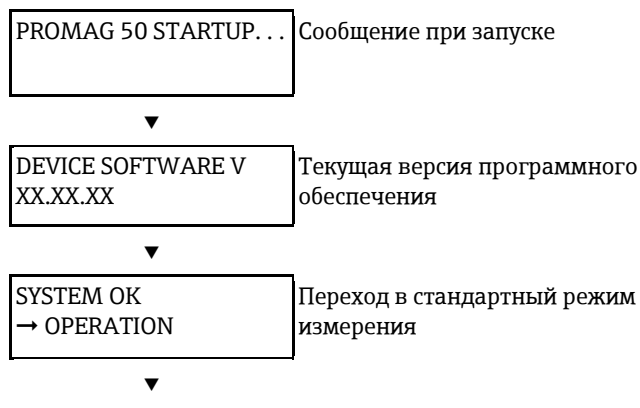 PROMAG 50 STARTUP. . . Сообщение при запуске
▼
DEVICE SOFTWARE V Текущая версия программного
XX.XX.XX обеспечения
▼
SYSTEM OK Переход в стандартный режим
→ OPERATION измерения
▼